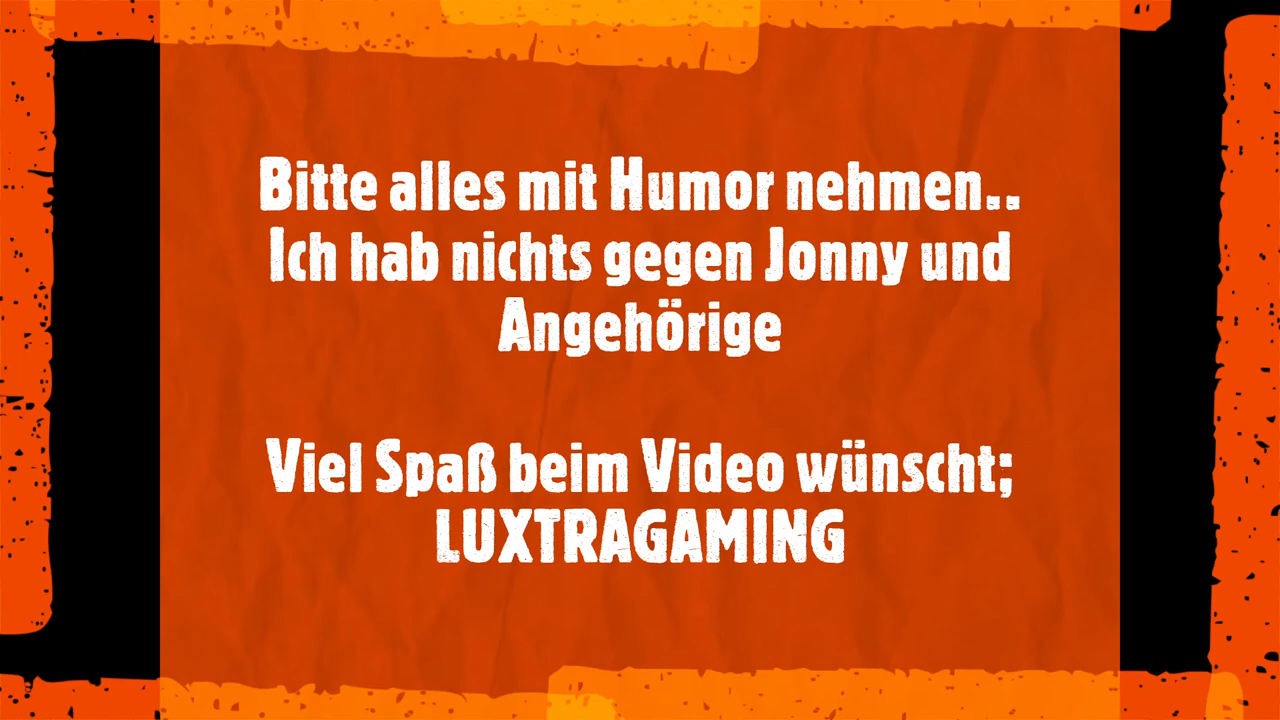 Bitte alles mit Humor nehmen..
Ich hab nichts gegen Jonny und
Angehörige
Viel Spaß beim Video wünscht;
LUXTRAGAMING